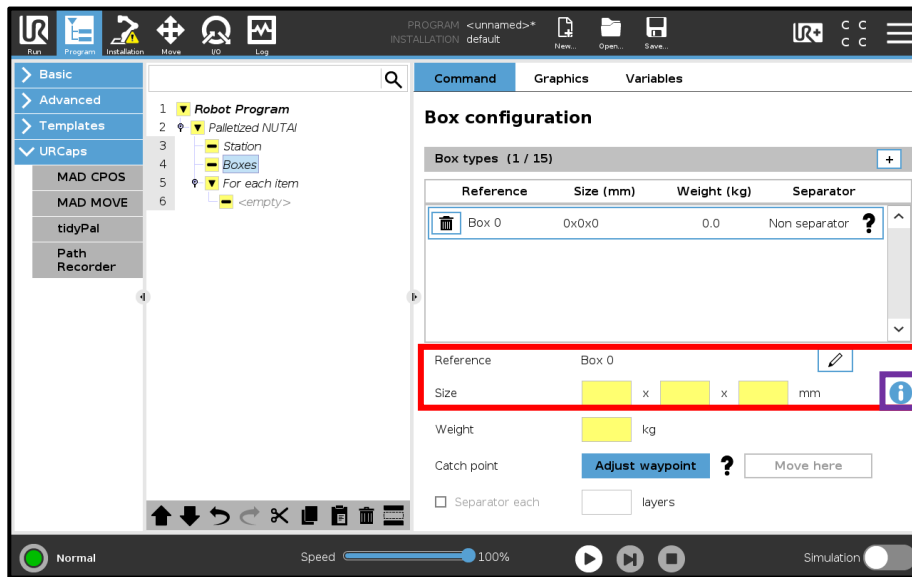 PROGRAM <unnamed>*
INSTALLATION default
UR
UR+
C C
C C
Run Program Installation Move I/O Log New... Open... Save...
Basic
Advanced
Templates
URCaps
MAD CPOS
MAD MOVE
tidyPal
Path
Recorder
1 Robot Program
2 Palletized NUTAI
3 Station
4 Boxes
5 For each item
6 <empty>
Command Graphics Variables
Box configuration
Box types (1 / 15) +
Reference Size (mm) Weight (kg) Separator
Box 0 0x0x0 0.0 Non separator ?
Reference Box 0
Size x x mm i
Weight kg
Catch point Adjust waypoint ? Move here
Separator each layers
Normal Speed 100% Simulation